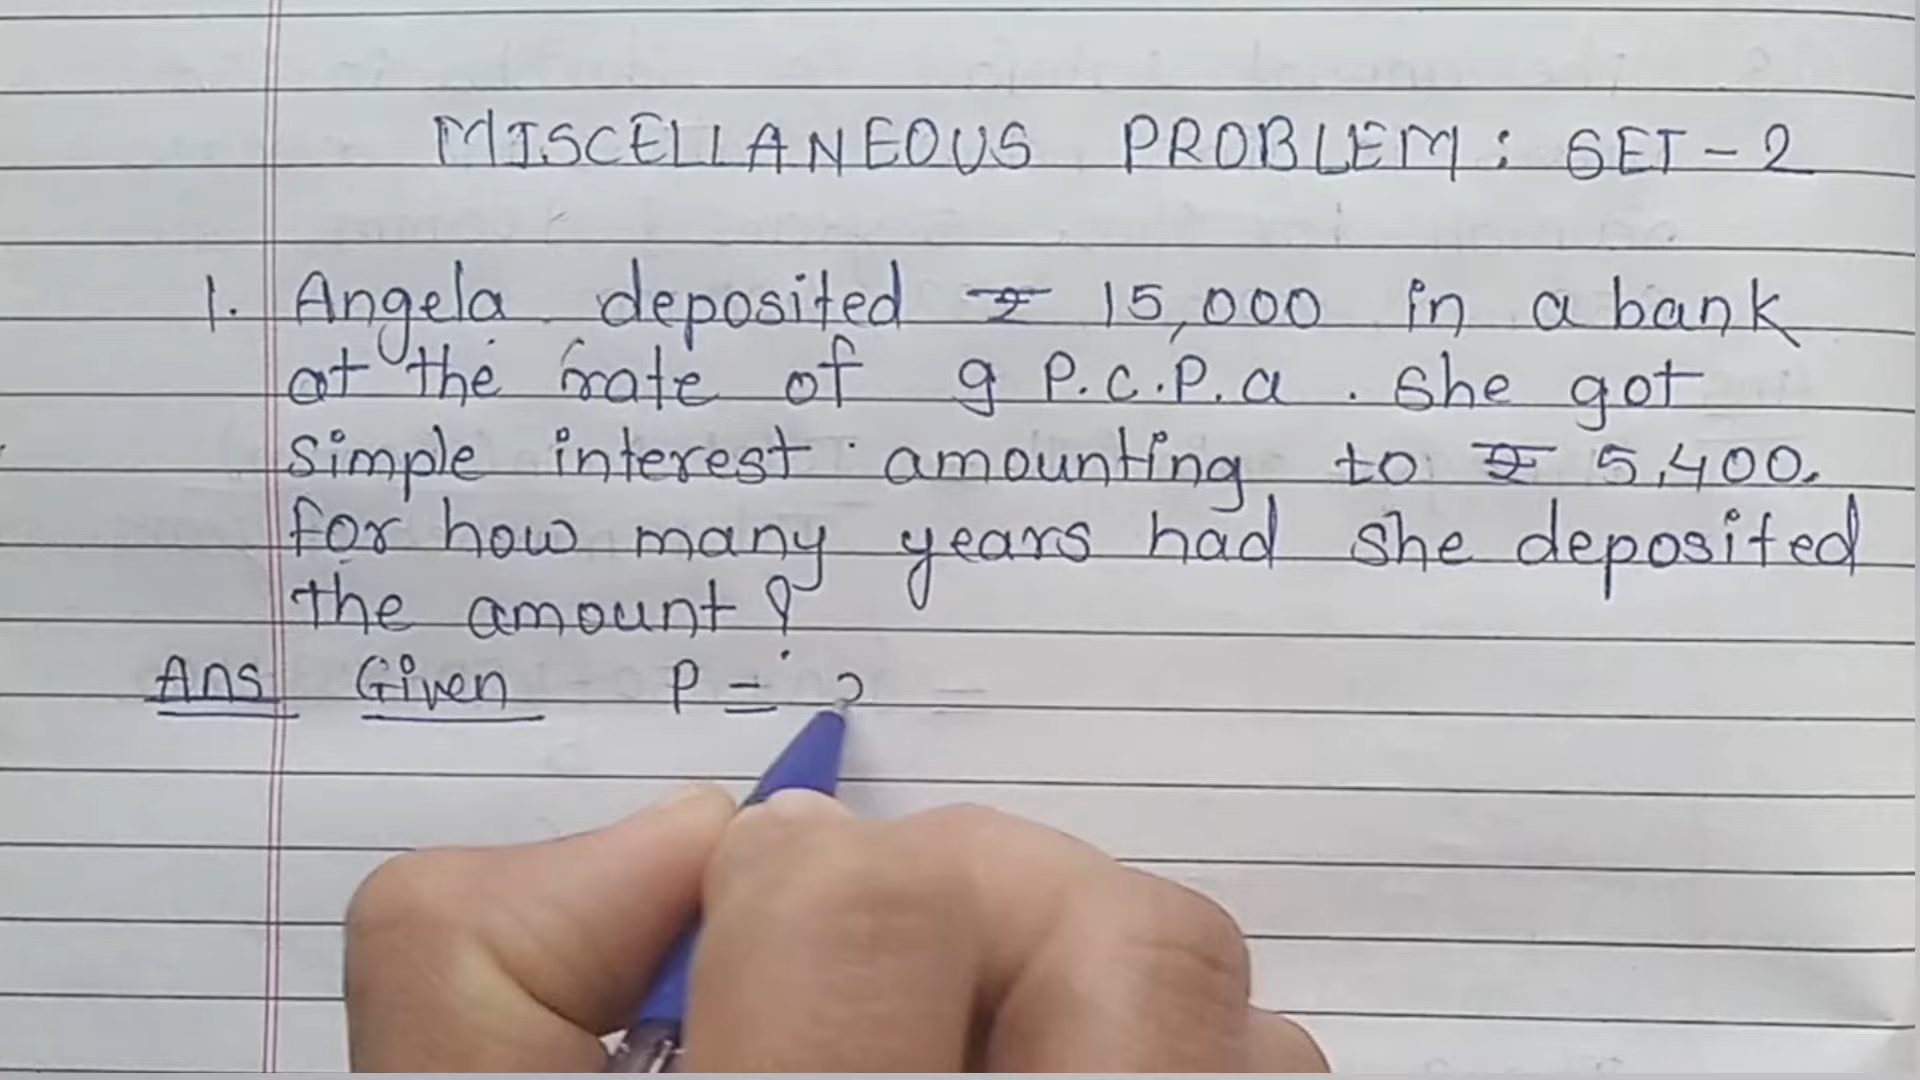 MISCELLANEOUS PROBLEM: SET-2
1. Angela deposited ₹ 15,000 in a bank
at the rate of 9 P.C.P.a. she got
simple interest amounting to ₹ 5,400.
for how many years had she deposited
the amount?
Ans Given P =